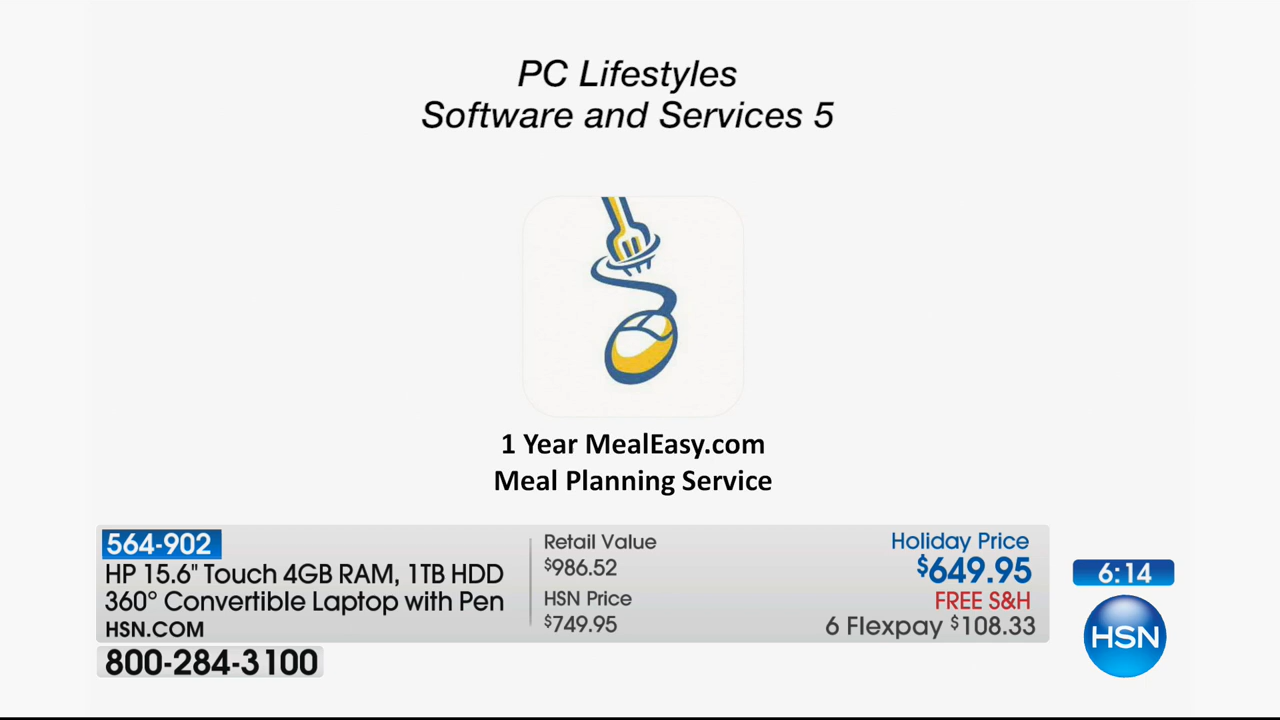 PC Lifestyles
Software and Services 5
1 Year MealEasy.com
Meal Planning Service
564-902
HP 15.6" Touch 4GB RAM, 1TB HDD
360° Convertible Laptop with Pen
HSN.COM
800-284-3100
Retail Value
$986.52
HSN Price
$749.95
Holiday Price
$649.95
FREE S&H
6 Flexpay $108.33
6:14
HSN